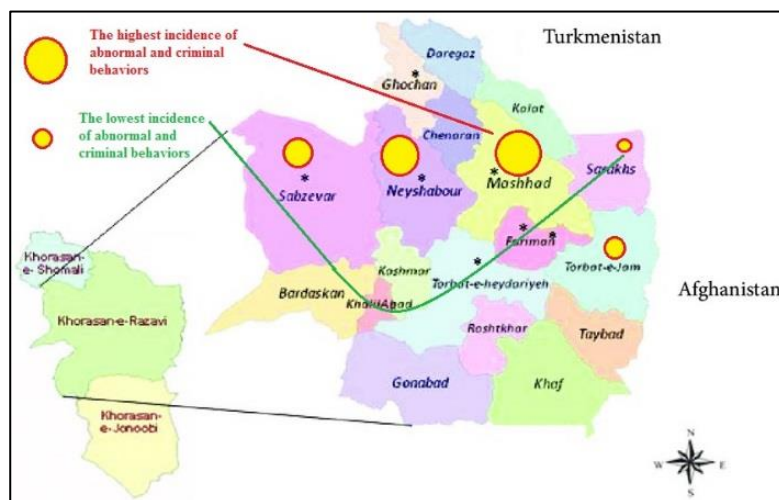 The highest incidence of
abnormal and criminal
behaviors
The lowest incidence
of abnormal and
criminal behaviors
Turkmenistan
Afghanistan
Daregaz
Ghochan
*
Kalat
Chenaran
Sabzevar
*
Neyshabour
*
Mashhad
*
Sarakhs
Fariman
*
*
Torbat-e-Jam
Kashmar
Torbat-e-heydariyeh
*
Bardaskan
KhalilAbad
Roshtkhar
Taybad
Gonabad
Khaf
Khorasan-
e-Shomali
Khorasan-e-Razavi
Khorasan-
e-Jonoobi
N
W
E
S